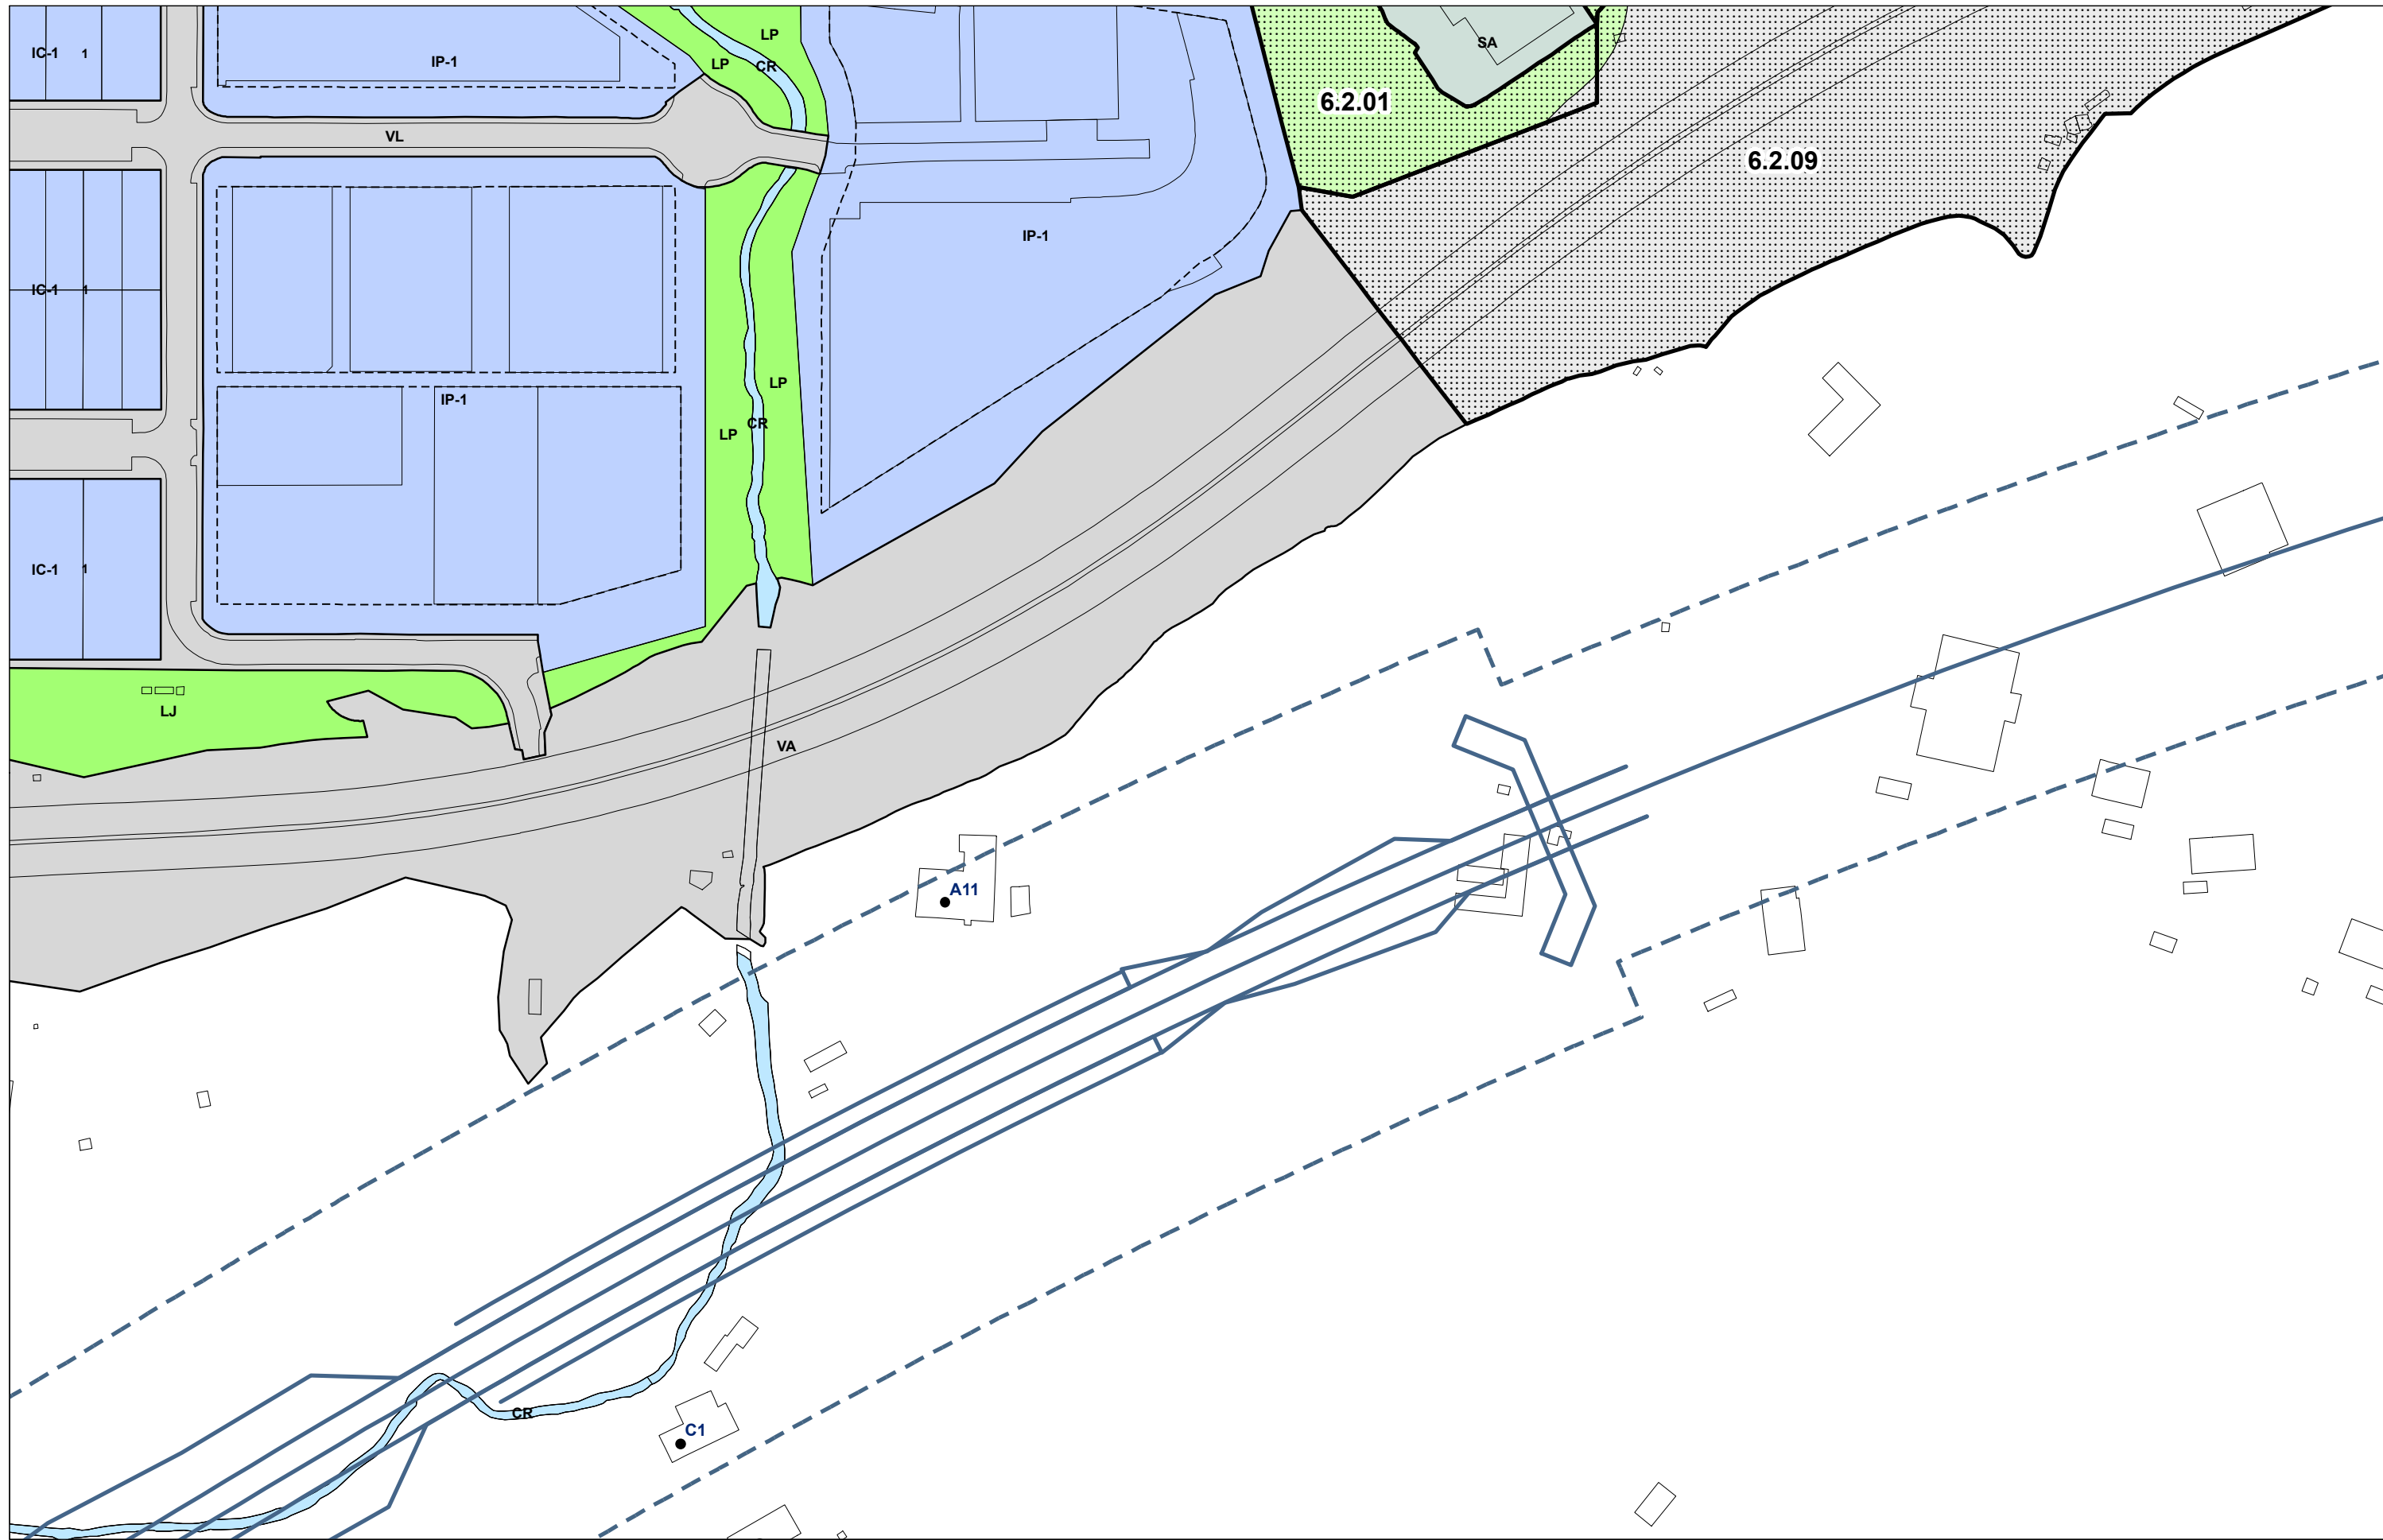 LP
SA
IC-1 1
IP-1
LP
CR
6.2.01
VL
6.2.09
IP-1
IC-1 1
LP
IP-1
CR
LP
IC-1 1
LJ
VA
A11
CR
C1